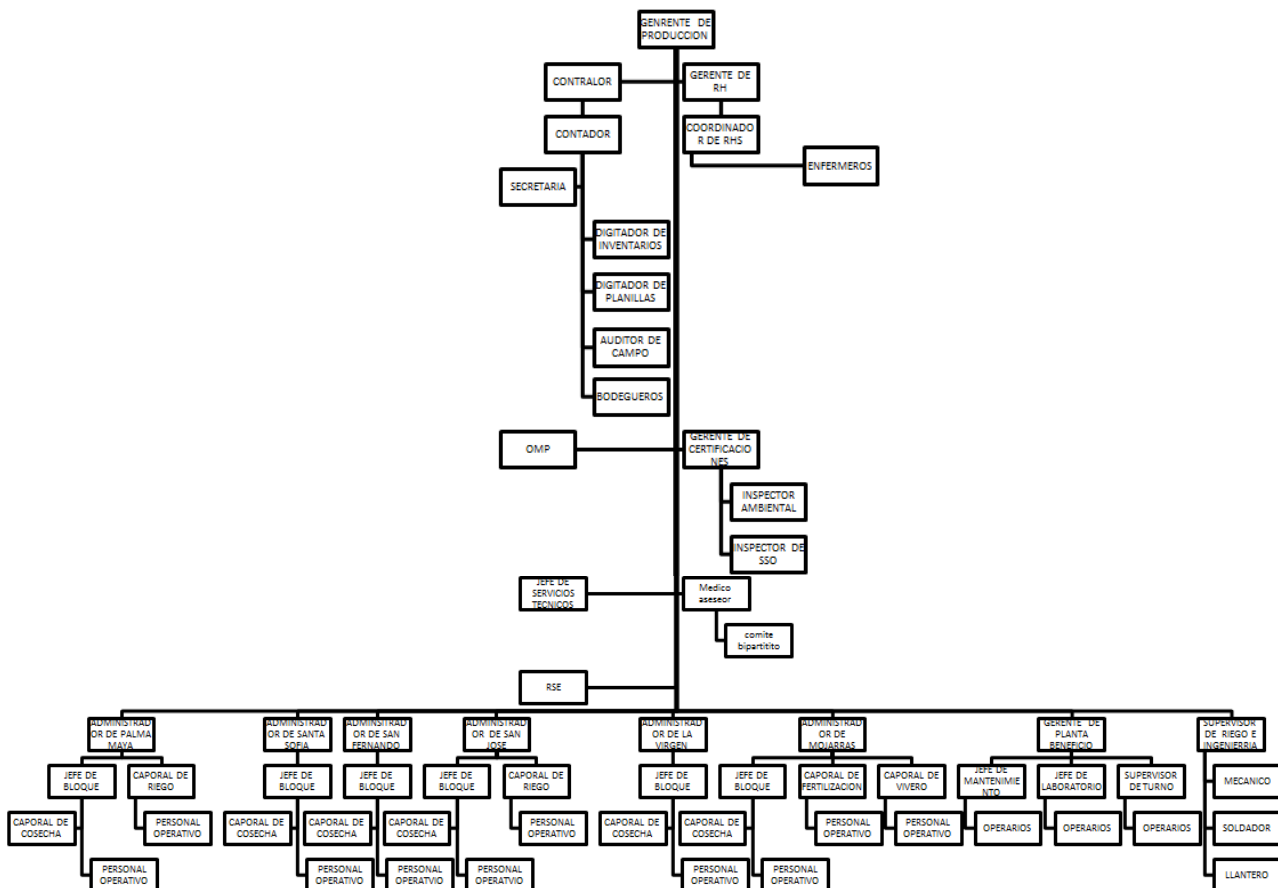 GENRENTE DE
PRODUCCION
CONTRALOR
GERENTE DE
RH
CONTADOR
COORDINADO
R DE RHS
ENFERMEROS
SECRETARIA
DIGITADOR DE
INVENTARIOS
DIGITADOR DE
PLANILLAS
AUDITOR DE
CAMPO
BODEGUEROS
OMP
GERENTE DE
CERTIFICACIO
NES
INSPECTOR
AMBIENTAL
INSPECTOR DE
SSO
JEFE DE
SERVICIOS
TECNICOS
Medico
asesor
comite
bipartitito
RSE
ADMINISTRAD
OR DE PALMA
MAYA
ADMINISTRAD
OR DE SANTA
SOFIA
ADMINSITRAD
OR DE SAN
FERNANDO
ADMINISTRAD
OR DE SAN
JOSE
ADMINISTRAD
OR DE LA
VIRGEN
ADMINISTRAD
OR DE
MOJARRAS
GERENTE DE
PLANTA
BENEFICIO
SUPERVISOR
DE RIEGO E
INGENIERRIA
JEFE DE
BLOQUE
CAPORAL DE
RIEGO
JEFE DE
BLOQUE
JEFE DE
BLOQUE
JEFE DE
BLOQUE
CAPORAL DE
RIEGO
JEFE DE
BLOQUE
JEFE DE
BLOQUE
CAPORAL DE
FERTILIZACION
CAPORAL DE
VIVERO
JEFE DE
MANTENIMIE
NTO
JEFE DE
LABORATORIO
SUPERVISOR
DE TURNO
MECANICO
CAPORAL DE
COSECHA
PERSONAL
OPERATIVO
CAPORAL DE
COSECHA
CAPORAL DE
COSECHA
CAPORAL DE
COSECHA
PERSONAL
OPERATIVO
CAPORAL DE
COSECHA
CAPORAL DE
COSECHA
PERSONAL
OPERATIVO
PERSONAL
OPERATIVO
OPERARIOS
OPERARIOS
OPERARIOS
SOLDADOR
PERSONAL
OPERATIVO
PERSONAL
OPERATIVO
PERSONAL
OPERATVIO
PERSONAL
OPERATVIO
PERSONAL
OPERATIVO
PERSONAL
OPERATIVO
LLANTERO